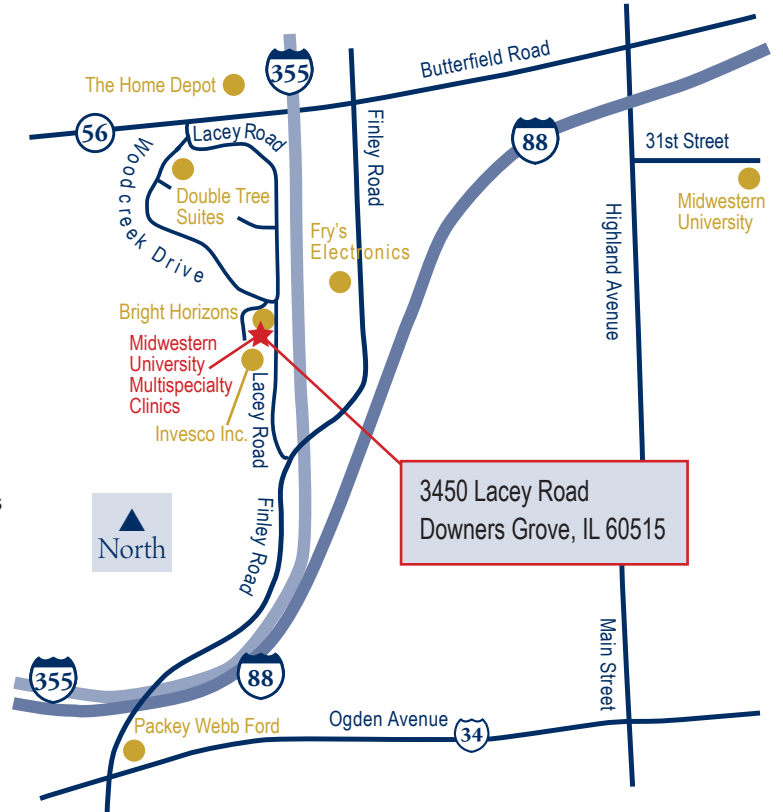 355
Butterfield Road
The Home Depot
56
Lacey Road
Finley Road
88
31st Street
Woodcreek Drive
Double Tree
Suites
Midwestern
University
Highland Avenue
Fry's
Electronics
Bright Horizons
Midwestern
University
Multispecialty
Clinics
Lacey Road
Invesco Inc.
3450 Lacey Road
Downers Grove, IL 60515
s
North
Finley Road
Main Street
355
88
Packey Webb Ford
Ogden Avenue
34